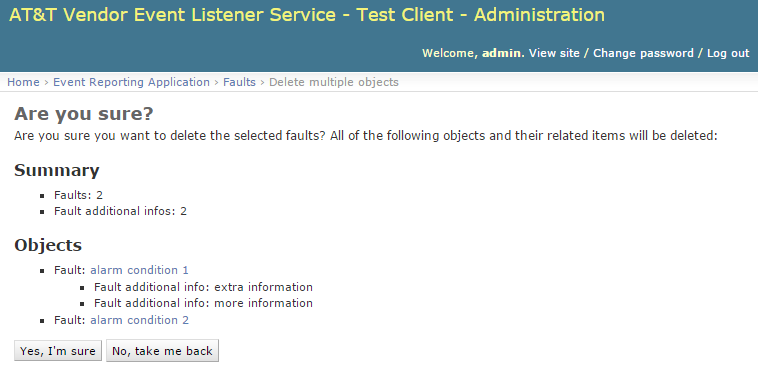 AT&T Vendor Event Listener Service - Test Client - Administration
Welcome, admin. View site / Change password / Log out
Home › Event Reporting Application › Faults › Delete multiple objects
Are you sure?
Are you sure you want to delete the selected faults? All of the following objects and their related items will be deleted:
Summary
Faults: 2
Fault additional infos: 2
Objects
Fault: alarm condition 1
Fault additional info: extra information
Fault additional info: more information
Fault: alarm condition 2
Yes, I'm sure No, take me back